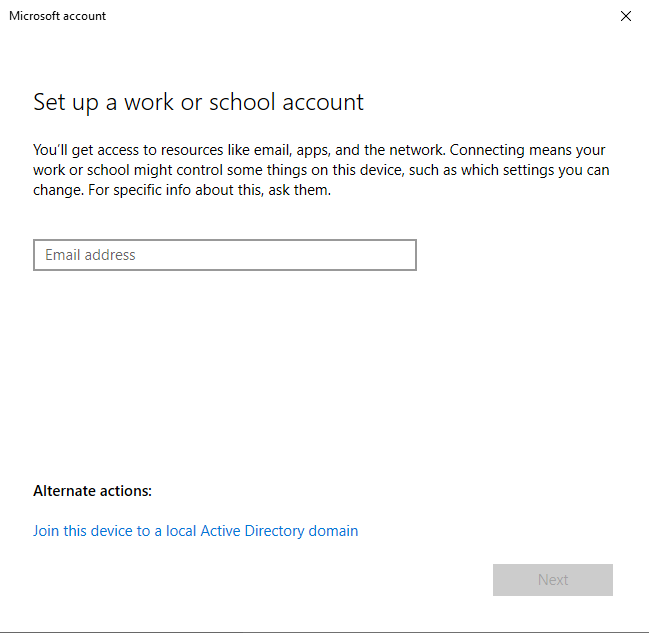 Microsoft account
Set up a work or school account
You'll get access to resources like email, apps, and the network. Connecting means your
work or school might control some things on this device, such as which settings you can
change. For specific info about this, ask them.
Email address
Alternate actions:
Join this device to a local Active Directory domain
Next